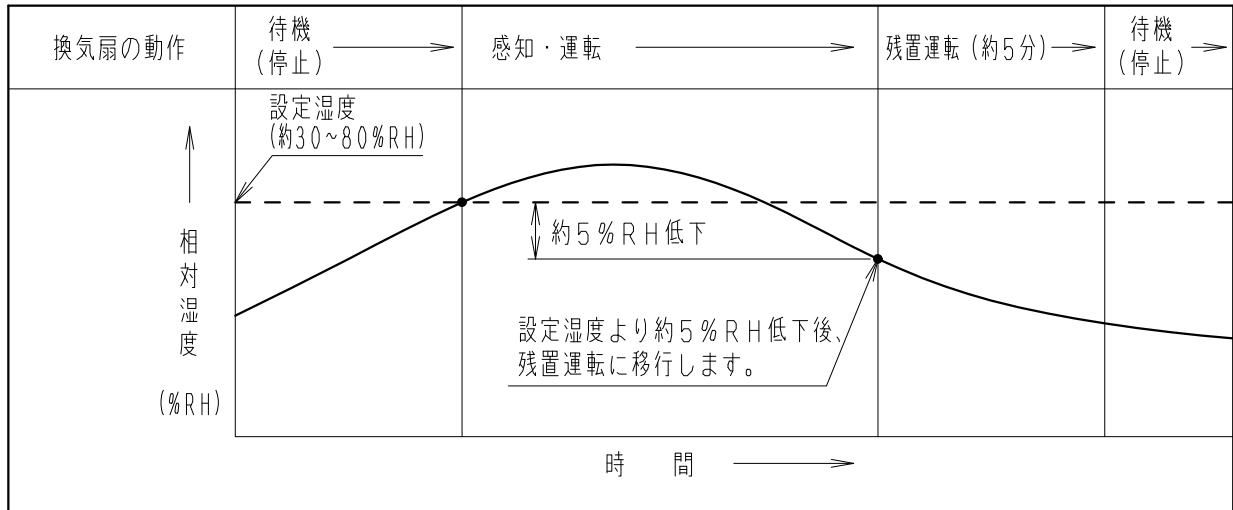 換気扇の動作
待機
(停止)
感知・運転
残置運転 (約5分)
待機
(停止)
設定湿度
(約30~80%RH)
相対湿度
(%RH)
約5%RH低下
設定湿度より約5%RH低下後、
残置運転に移行します。
時 間